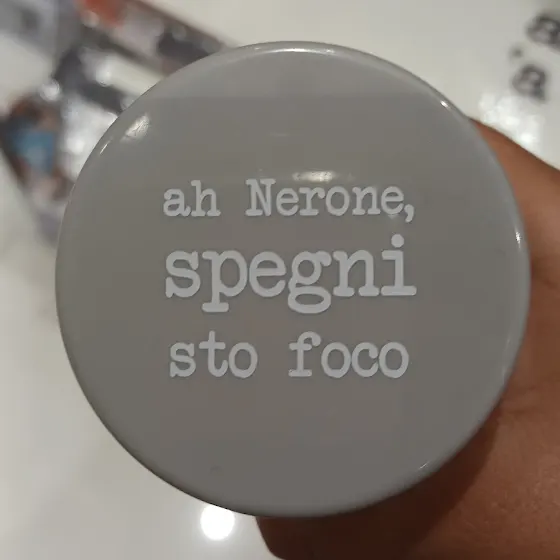 ah Nerone,
spegni
sto foco